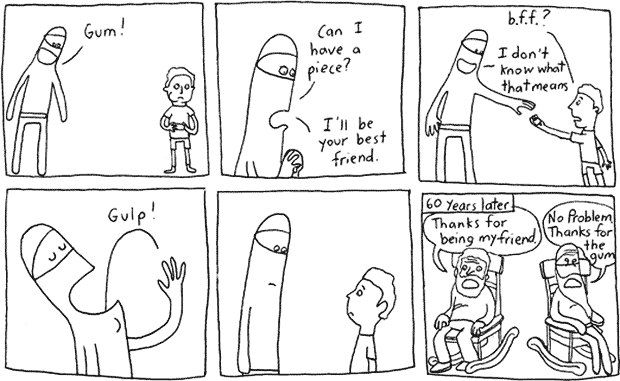 Gum!
Can I
have a
piece?
I'll be
your best
friend.
b.f.f.?
I don't
know what
that means
Gulp!
60 Years later
Thanks for
being my friend.
No Problem.
Thanks for
the
gum